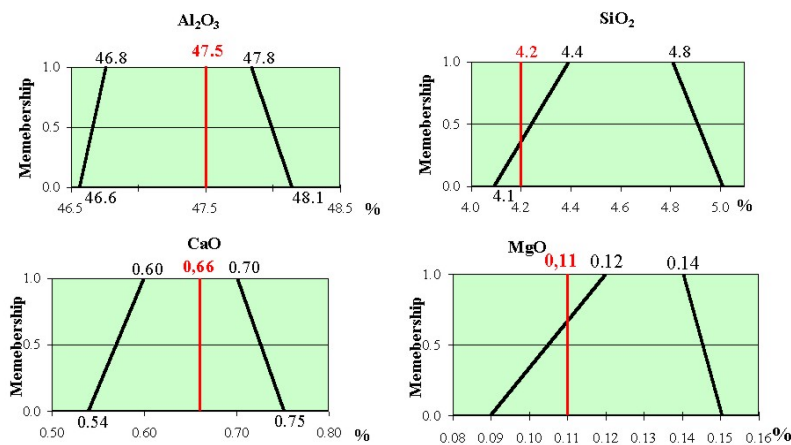 Al₂O₃
46.8 47.5 47.8
Memebership
1.0
0.5
0.0
46.6 48.1
46.5 47.5 48.5 %
SiO₂
4.2 4.4 4.8
Memebership
1.0
0.5
0.0
4.1
4.0 4.2 4.4 4.6 4.8 5.0 %
CaO
0.60 0,66 0.70
Memebership
1.0
0.5
0.0
0.54 0.75
0.50 0.60 0.70 0.80 %
MgO
0,11 0.12 0.14
Memebership
1.0
0.5
0.0
0.08 0.09 0.10 0.11 0.12 0.13 0.14 0.15 0.16 %